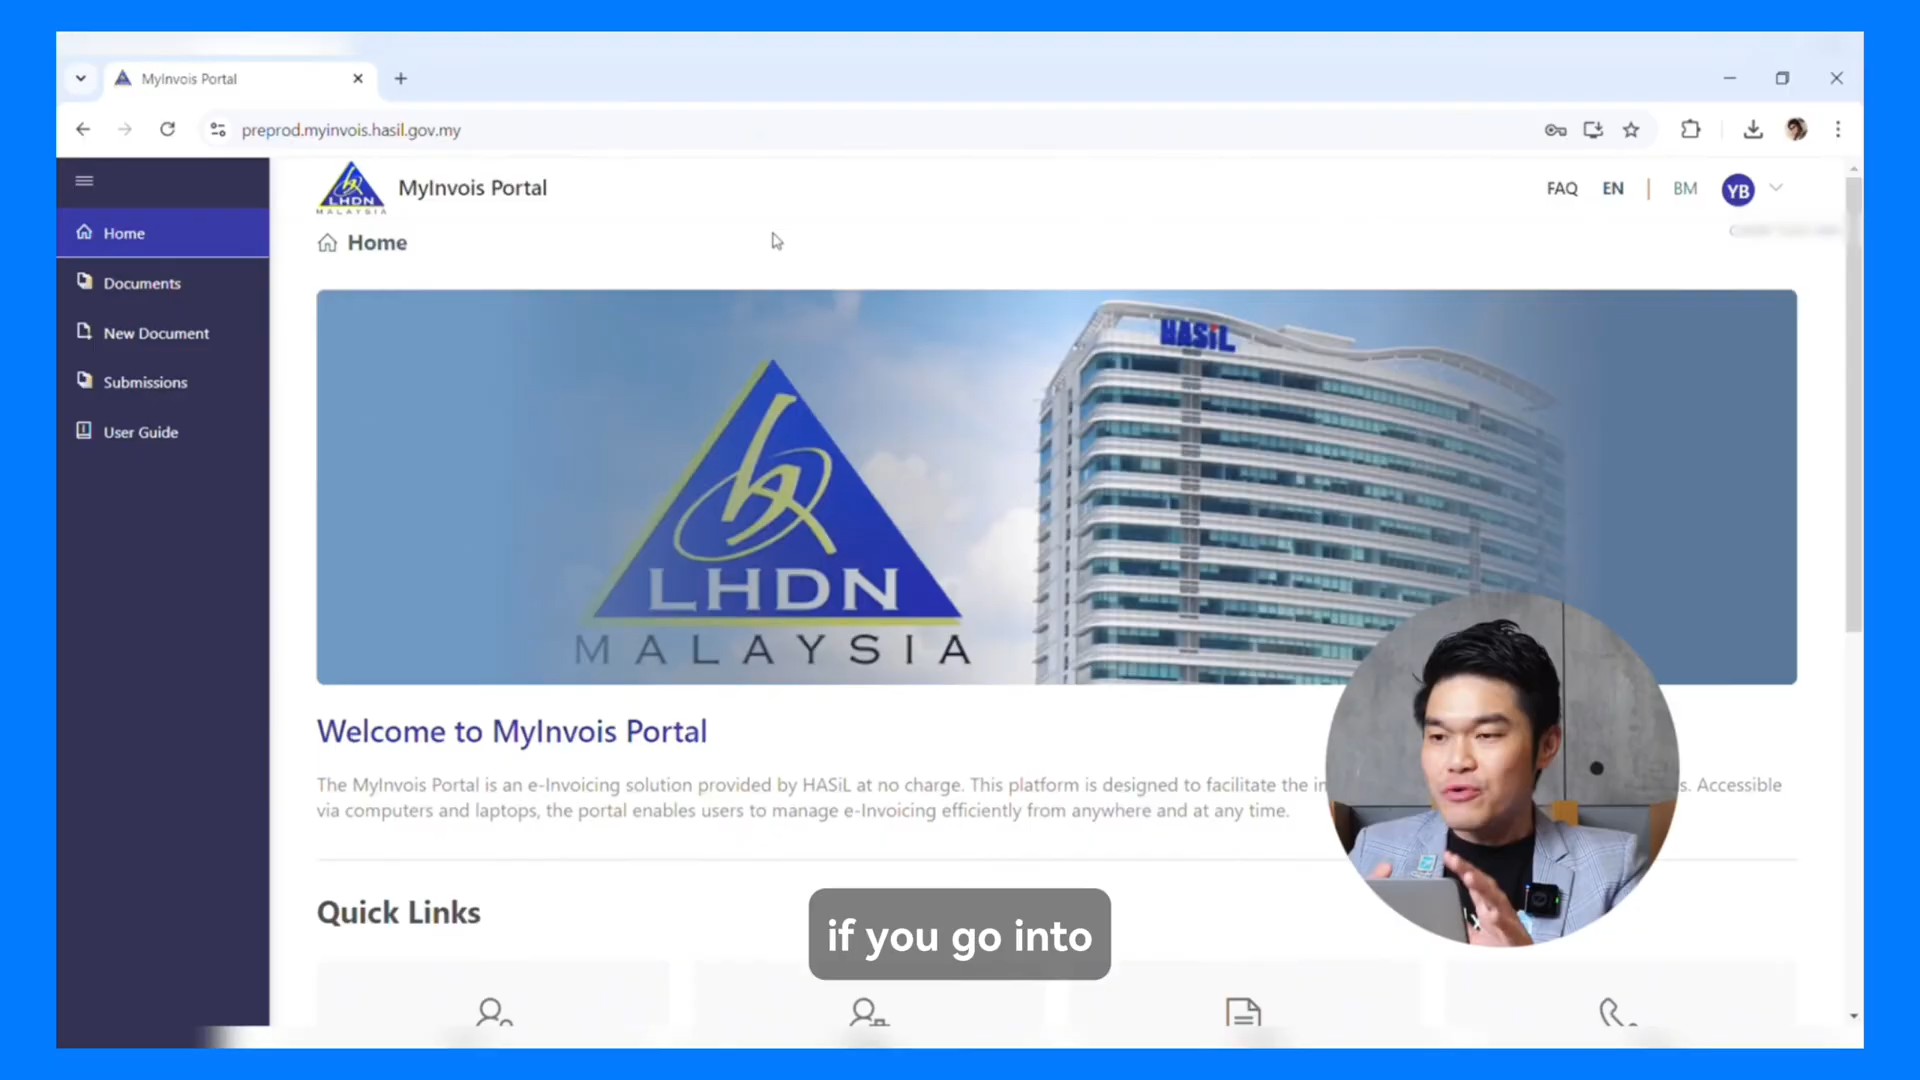 MyInvois Portal
preprod.myinvois.hasil.gov.my
LHDN
MALAYSIA
MyInvois Portal
FAQ EN | BM YB
Home
Documents
New Document
Submissions
User Guide
Home
HASiL
LHDN
MALAYSIA
Welcome to MyInvois Portal
The MyInvois Portal is an e-Invoicing solution provided by HASiL at no charge. This platform is designed to facilitate the in s. Accessible
via computers and laptops, the portal enables users to manage e-Invoicing efficiently from anywhere and at any time.
Quick Links
if you go into